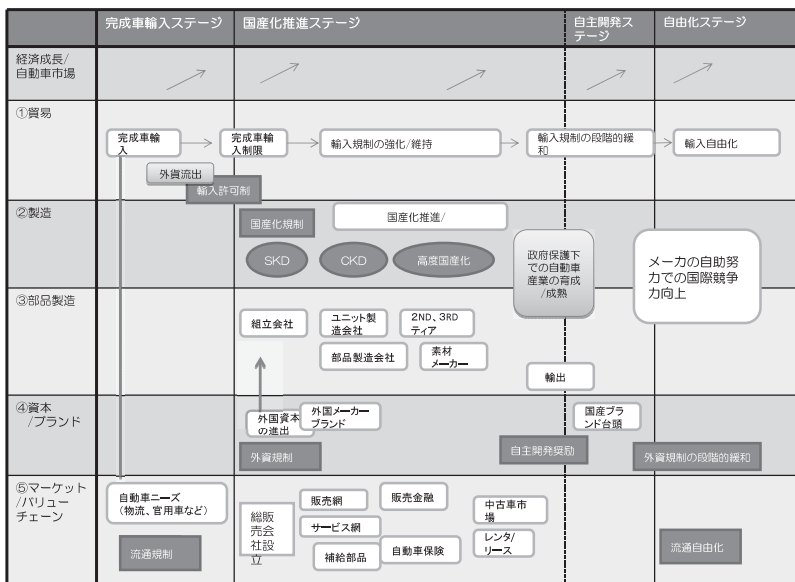 完成車輸入ステージ
国産化推進ステージ
自主開発ス
テージ
自由化ステージ
経済成長/
自動車市場
①貿易
完成車輸
入
完成車輸
入制限
輸入規制の強化/維持
輸入規制の段階的緩
和
輸入自由化
外貨流出
輸入許可制
②製造
国産化規制
国産化推進/
SKD
CKD
高度国産化
政府保護下
での自動車
産業の育成
/成熟
メーカの自助努
力での国際競争
力向上
③部品製造
組立会社
ユニット製
造会社
2ND、3RD
ティア
部品製造会社
素材
メーカー
輸出
④資本
/ブランド
外国資本
の進出
外国メーカー
ブランド
国産ブラ
ンド台頭
外資規制
自主開発奨励
外資規制の段階的緩和
⑤マーケット
/バリュー
チェーン
自動車ニーズ
(物流、官用車など)
流通規制
総販
売会
社設
立
販売網
販売金融
サービス網
補給部品
自動車保険
中古車市
場
レンタ/
リース
流通自由化